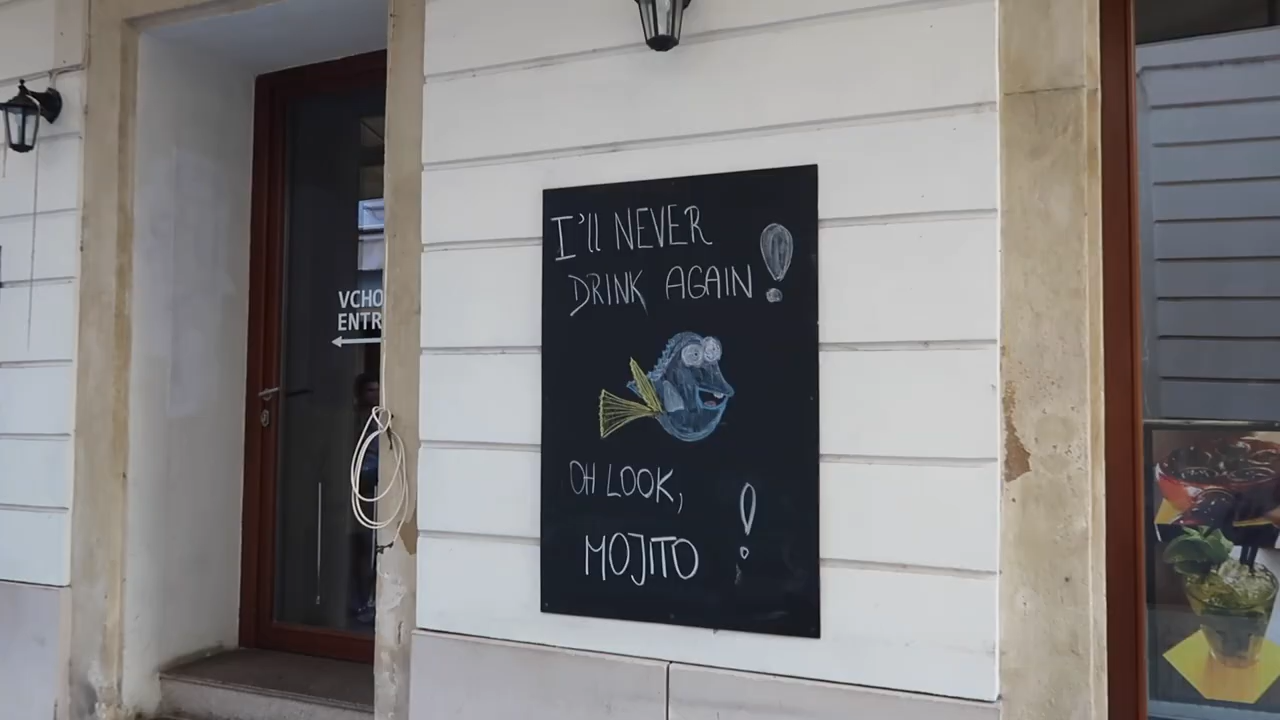 VCHO
ENTR
I'll NEVER
DRINK AGAIN!
OH LOOK,
MOJITO!